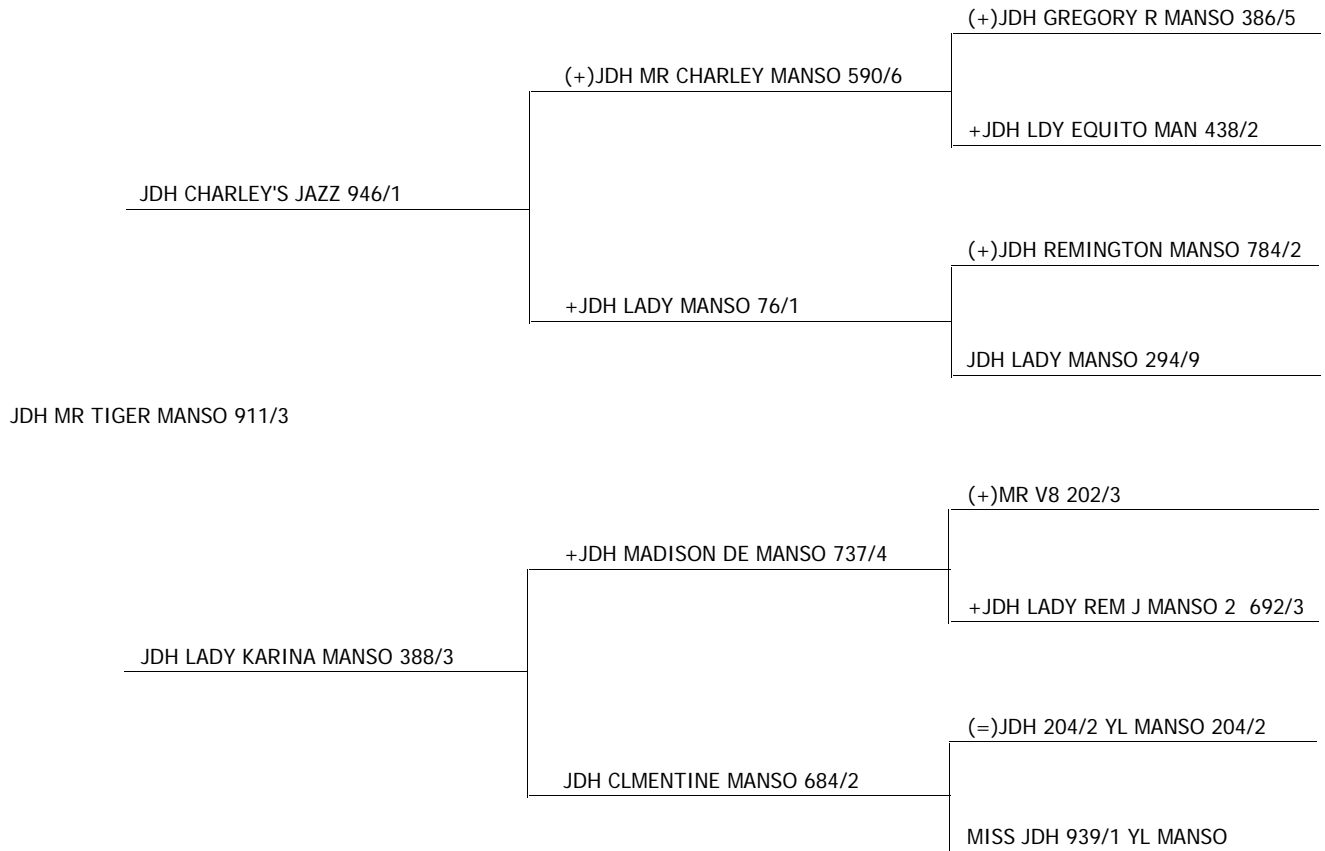 (+)JDH GREGORY R MANSO 386/5
(+)JDH MR CHARLEY MANSO 590/6
+JDH LDY EQUITO MAN 438/2
JDH CHARLEY'S JAZZ 946/1
(+)JDH REMINGTON MANSO 784/2
+JDH LADY MANSO 76/1
JDH LADY MANSO 294/9
JDH MR TIGER MANSO 911/3
(+)MR V8 202/3
+JDH MADISON DE MANSO 737/4
+JDH LADY REM J MANSO 2 692/3
JDH LADY KARINA MANSO 388/3
(=)JDH 204/2 YL MANSO 204/2
JDH CLMENTINE MANSO 684/2
MISS JDH 939/1 YL MANSO